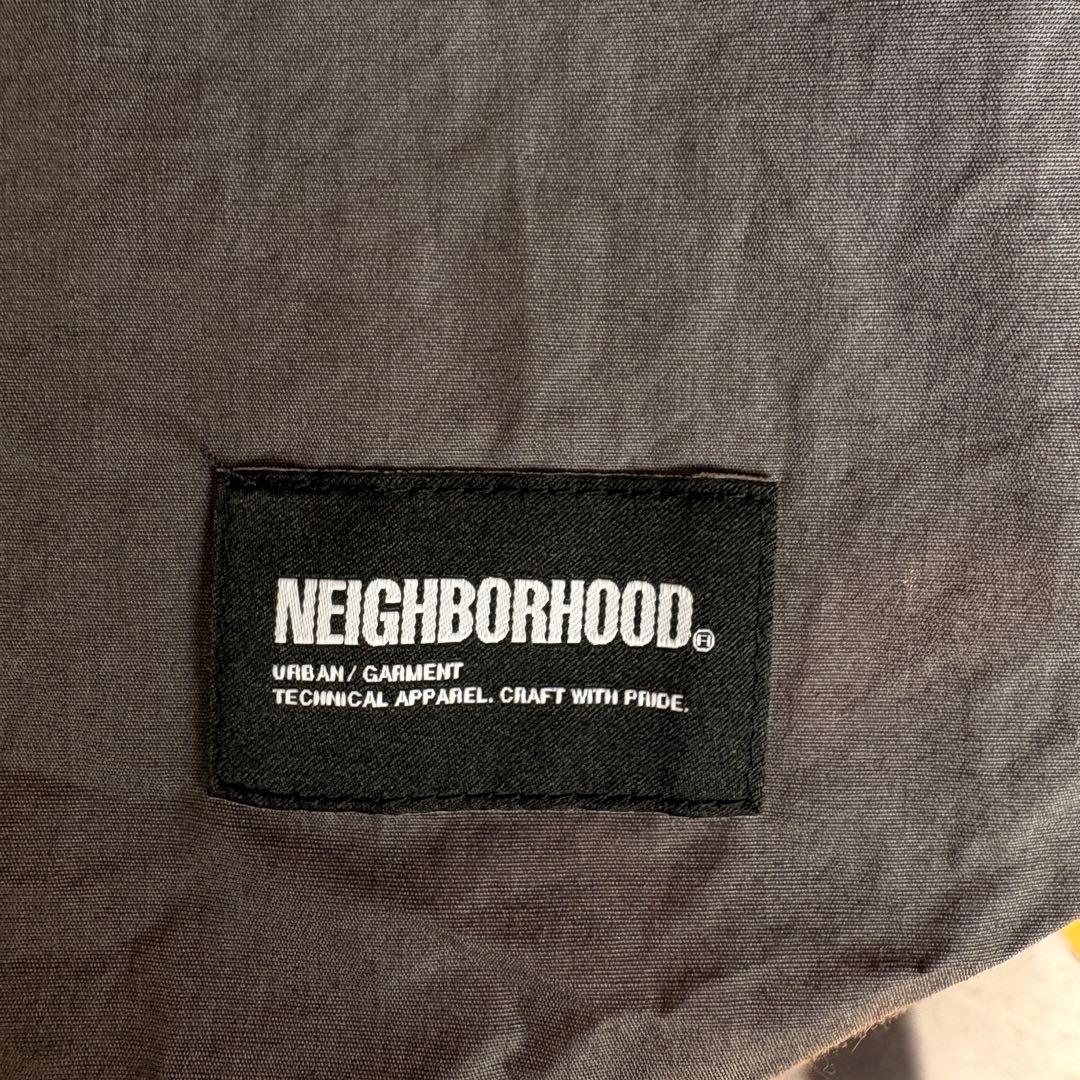 NEIGHBORHOOD®
URBAN / GARMENT
TECHNICAL APPAREL. CRAFT WITH PRIDE.